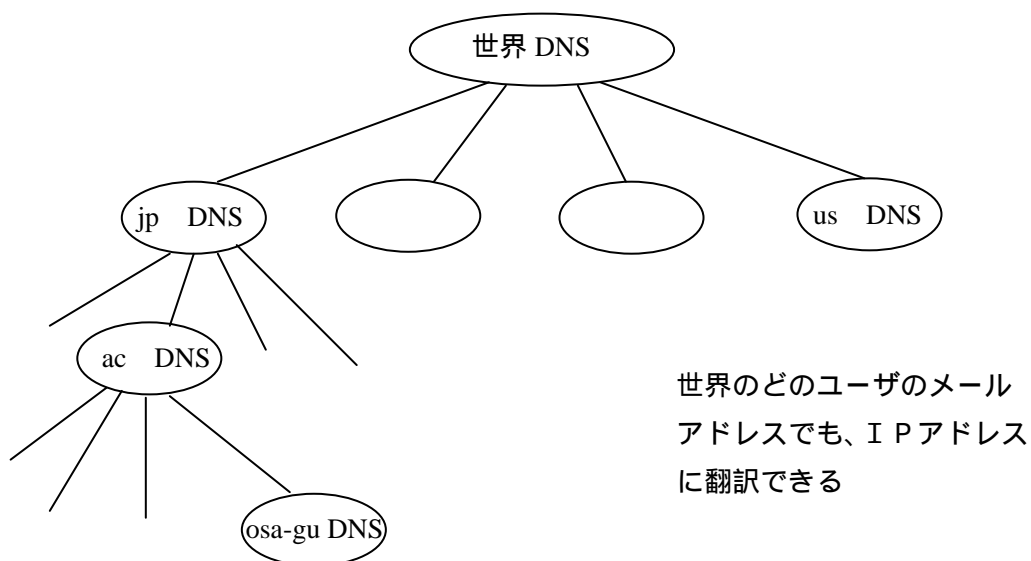 世界 DNS
jp DNS
us DNS
ac DNS
世界のどのユーザのメール
アドレスでも、ＩＰアドレス
に翻訳できる
osa-gu DNS